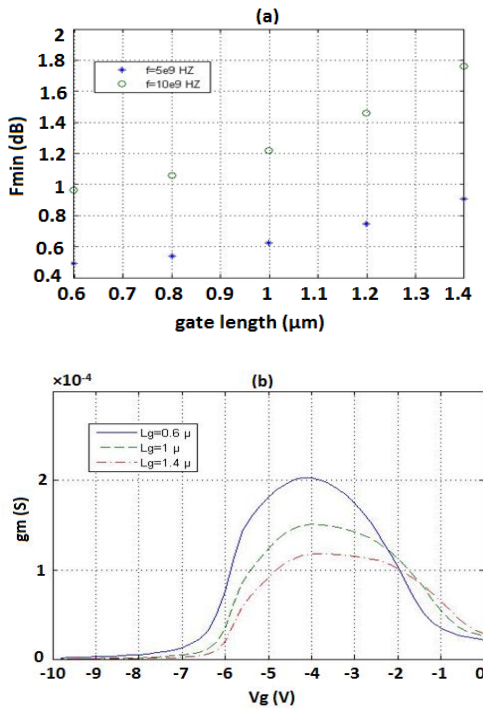 (a)
2
1.8
1.6
1.4
1.2
1
0.8
0.6
0.4
Fmin (dB)
f=5e9 HZ
f=10e9 HZ
0.6 0.7 0.8 0.9 1 1.1 1.2 1.3 1.4
gate length (µm)
(b)
×10⁻⁴
3
2
1
0
gm (S)
Lg=0.6 µ
Lg=1 µ
Lg=1.4 µ
-10 -9 -8 -7 -6 -5 -4 -3 -2 -1 0
Vg (V)